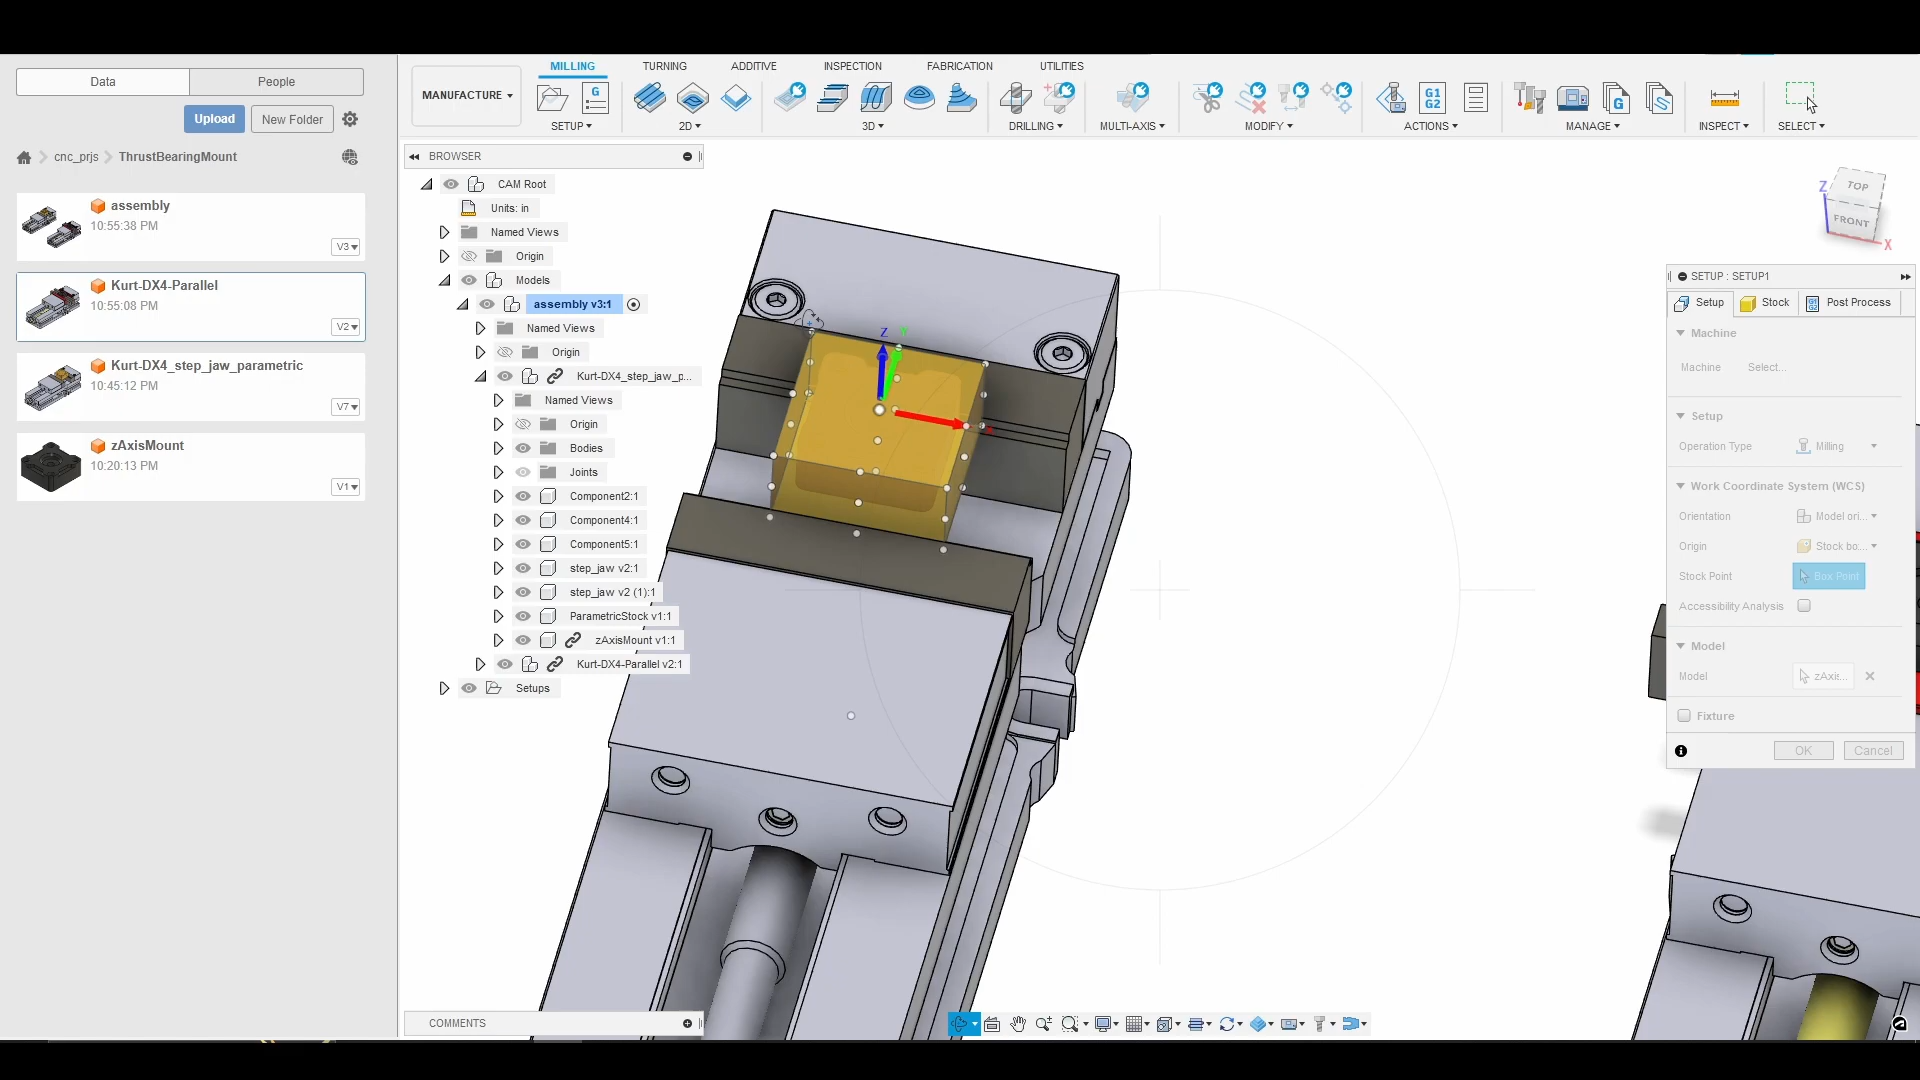 Data
People
Upload
New Folder
cnc_prjs
ThrustBearingMount
assembly
10:55:38 PM
V3
Kurt-DX4-Parallel
10:55:08 PM
V2
Kurt-DX4_step_jaw_parametric
10:45:12 PM
V7
zAxisMount
10:20:13 PM
V1
MANUFACTURE
MILLING
TURNING
ADDITIVE
INSPECTION
FABRICATION
UTILITIES
G
G1
G2
G
SETUP
2D
3D
DRILLING
MULTI-AXIS
MODIFY
ACTIONS
MANAGE
INSPECT
SELECT
BROWSER
CAM Root
Units: in
Named Views
Origin
Models
assembly v3:1
Named Views
Origin
Kurt-DX4_step_jaw_p...
Named Views
Origin
Bodies
Joints
Component2:1
Component4:1
Component5:1
step_jaw v2:1
step_jaw v2 (1):1
ParametricStock v1:1
zAxisMount v1:1
Kurt-DX4-Parallel v2:1
Setups
COMMENTS
Z
TOP
FRONT
Z
X
SETUP : SETUP1
Setup
Stock
G1
G2
Post Process
Machine
Machine
Select...
Setup
Operation Type
Milling
Work Coordinate System (WCS)
Orientation
Model ori...
Origin
Stock bo...
Stock Point
Box Point
Accessibility Analysis
Model
Model
zAxis...
Fixture
OK
Cancel